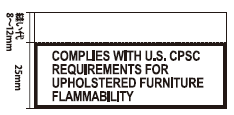 縫い代
8～12mm
25mm
COMPLIES WITH U.S. CPSC
REQUIREMENTS FOR
UPHOLSTERED FURNITURE
FLAMMABILITY